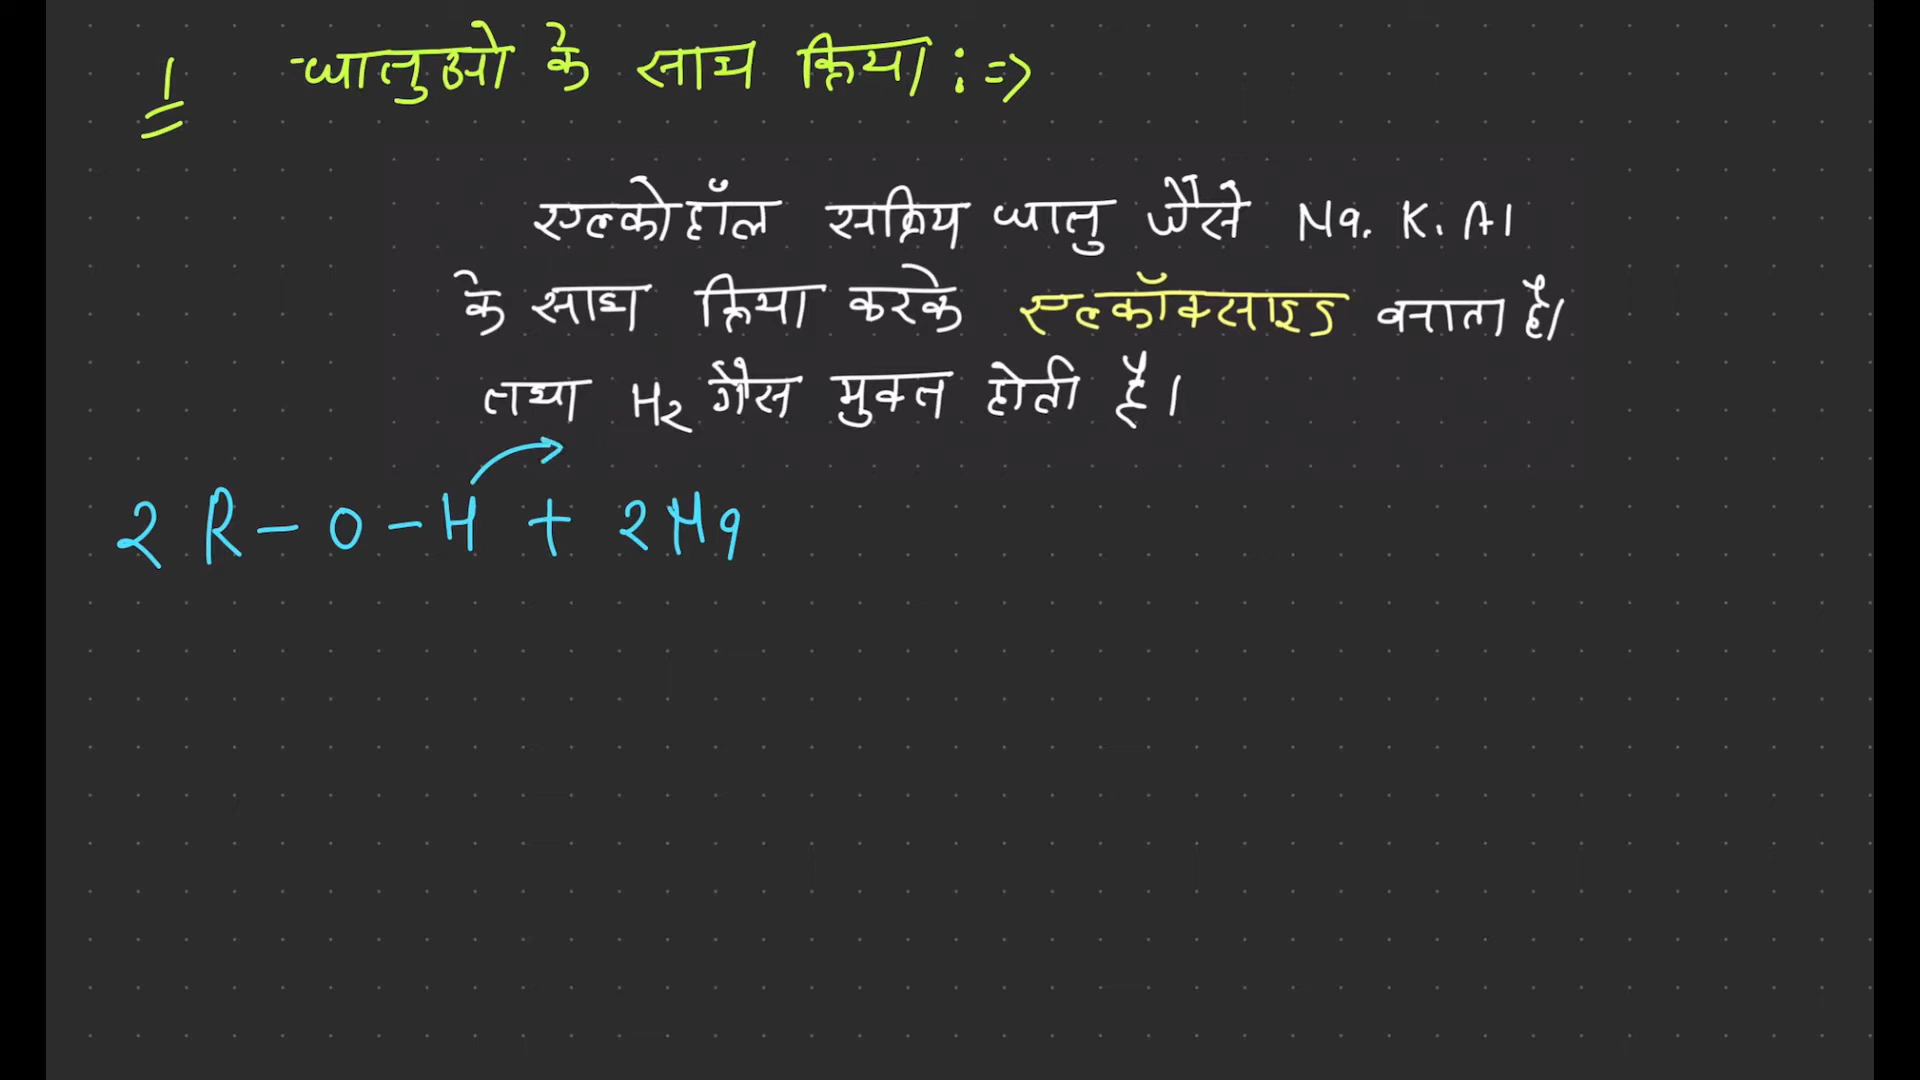 1 धातुओ के साथ क्रिया :=>
एल्कोहॉल सक्रिय धातु जैसे Na. K. Al
के साथ क्रिया करके एल्कॉक्साइड बनाता है।
तथा H2 गैस मुक्त होती है।
2 R - O - H + 2Na